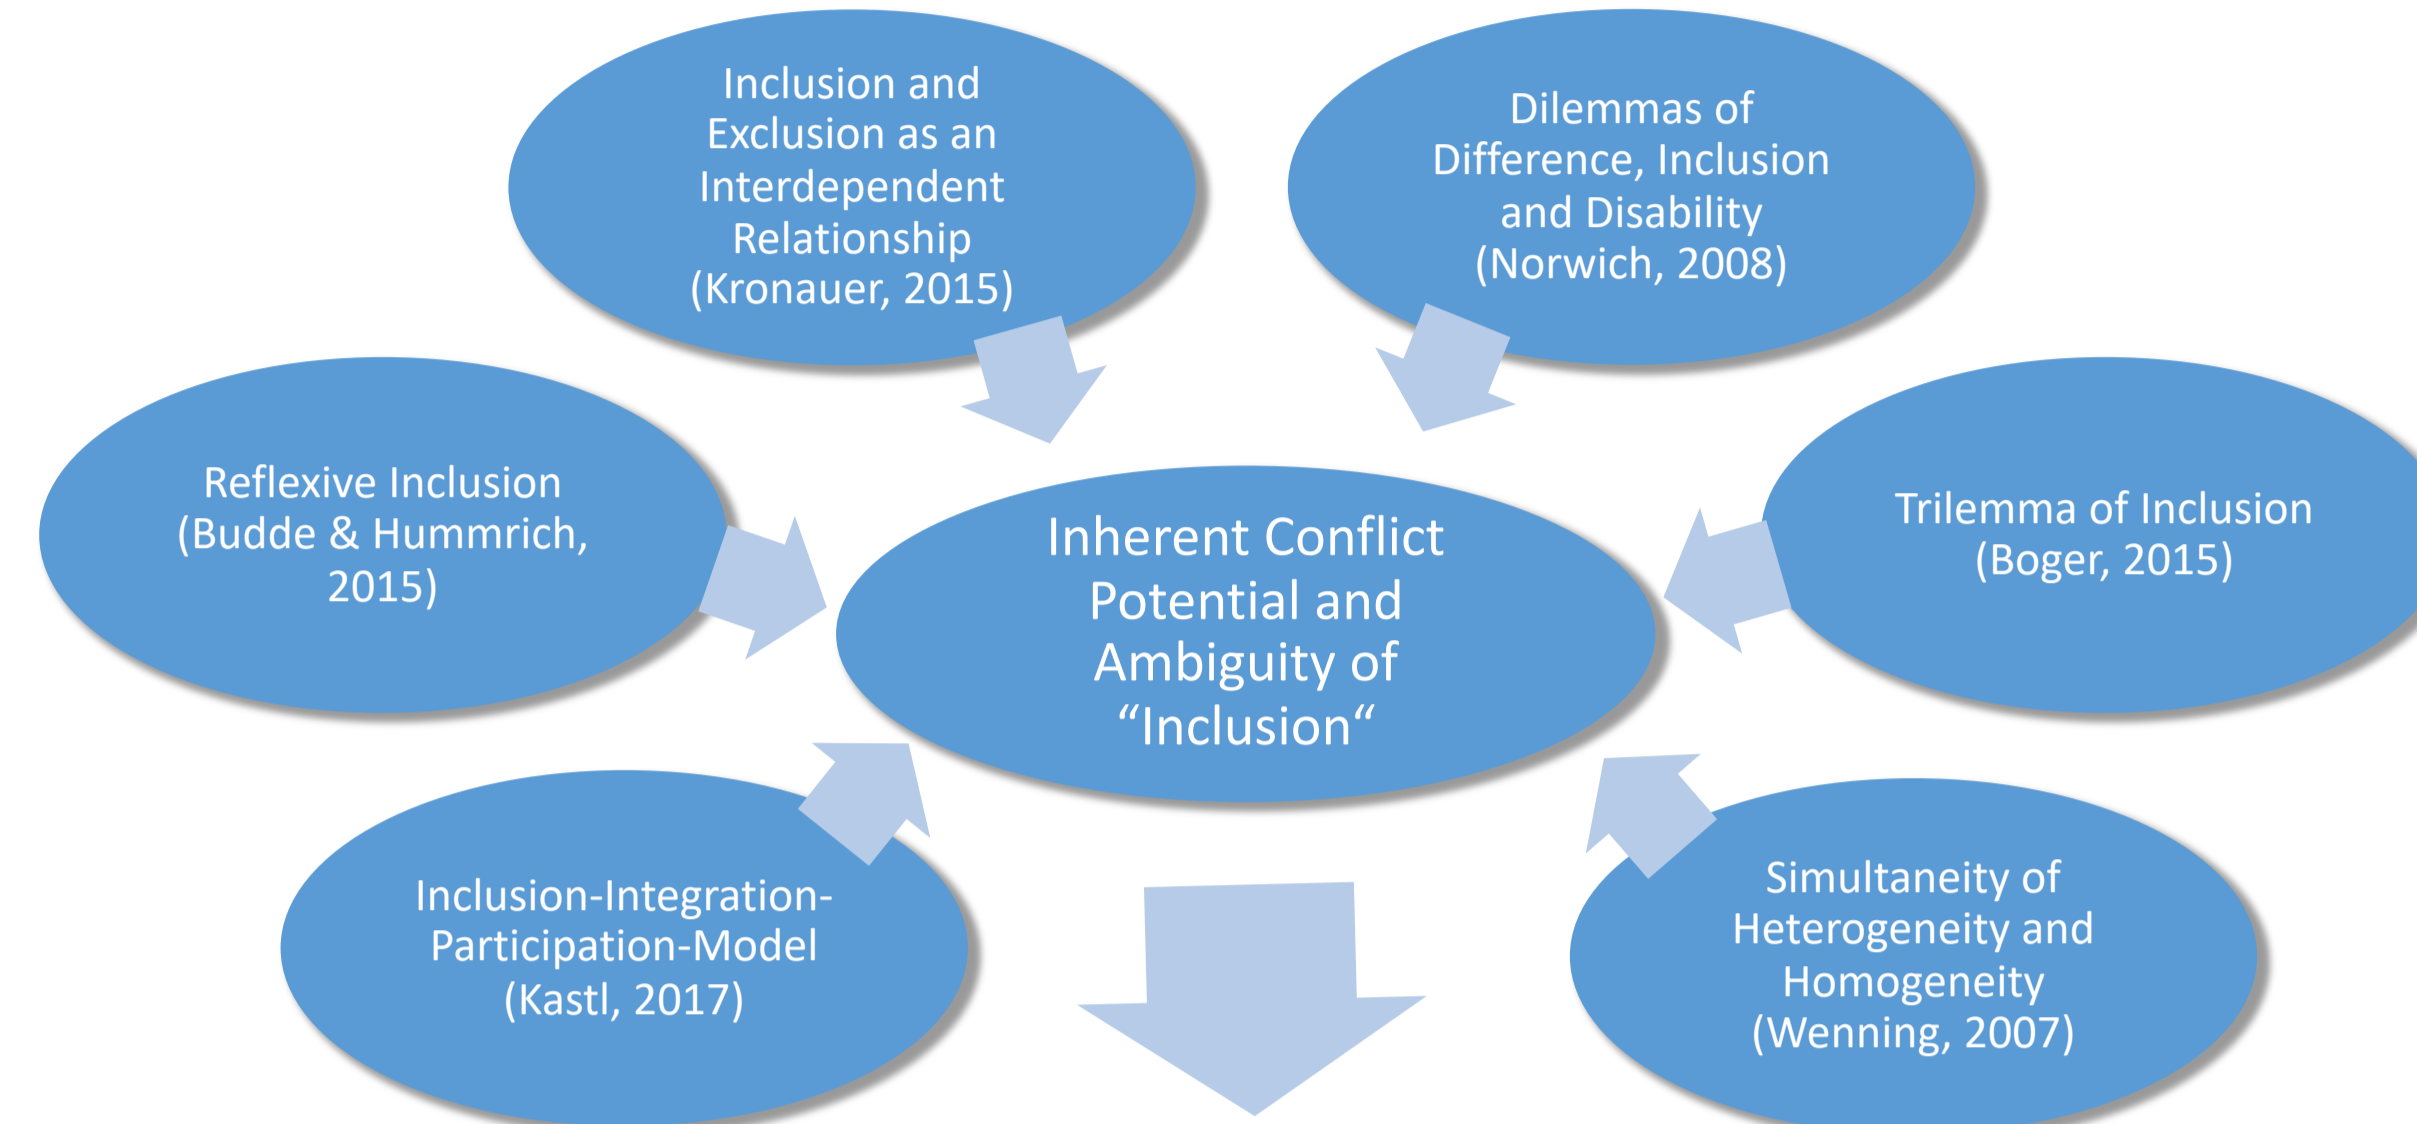 Inclusion and
Exclusion as an
Interdependent
Relationship
(Kronauer, 2015)
Dilemmas of
Difference, Inclusion
and Disability
(Norwich, 2008)
Reflexive Inclusion
(Budde & Hummrich,
2015)
Inherent Conflict
Potential and
Ambiguity of
“Inclusion“
Trilemma of Inclusion
(Boger, 2015)
Inclusion-Integration-
Participation-Model
(Kastl, 2017)
Simultaneity of
Heterogeneity and
Homogeneity
(Wenning, 2007)